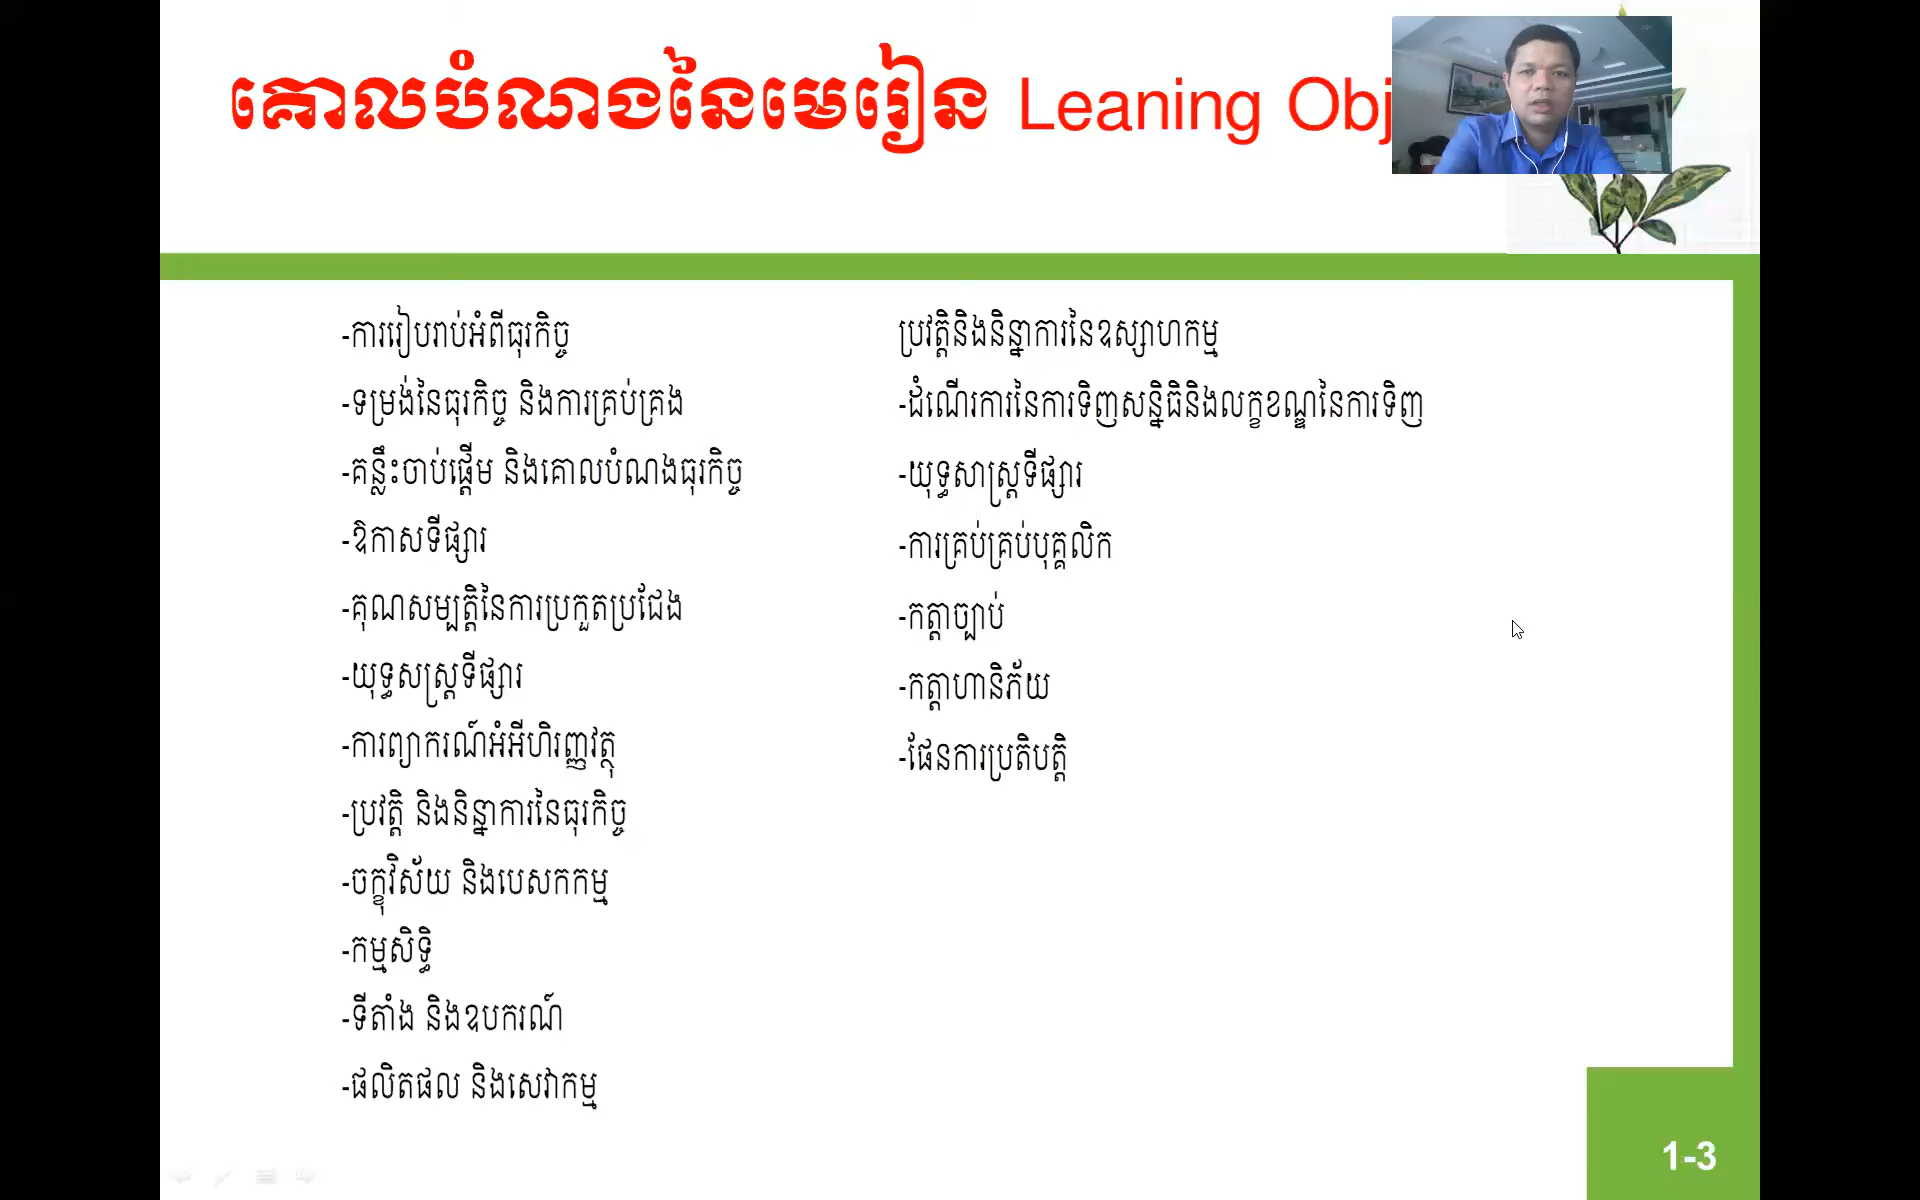 គោលបំណងនៃមេរៀន Leaning Obj
-ការរៀបរាប់អំពីធុរកិច្ច
-ទម្រង់នៃធុរកិច្ច និងការគ្រប់គ្រង
-គន្លឹះចាប់ផ្តើម និងគោលបំណងធុរកិច្ច
-ឱកាសទីផ្សារ
-គុណសម្បត្តិនៃការប្រកួតប្រជែង
-យុទ្ធសស្ត្រទីផ្សារ
-ការព្យាករណ៍អំអីហិរញ្ញវត្ថុ
-ប្រវត្តិ និងនិន្នាការនៃធុរកិច្ច
-ចក្ខុវិស័យ និងបេសកកម្ម
-កម្មសិទ្ធិ
-ទីតាំង និងឧបករណ៍
-ផលិតផល និងសេវាកម្ម
ប្រវត្តិនិងនិន្នាការនៃឧស្សាហកម្ម
-ដំណើរការនៃការទិញសន្និធិនិងលក្ខខណ្ឌនៃការទិញ
-យុទ្ធសាស្ត្រទីផ្សារ
-ការគ្រប់គ្រប់បុគ្គលិក
-កត្តាច្បាប់
-កត្តាហានិភ័យ
-ផែនការប្រតិបត្តិ
1-3